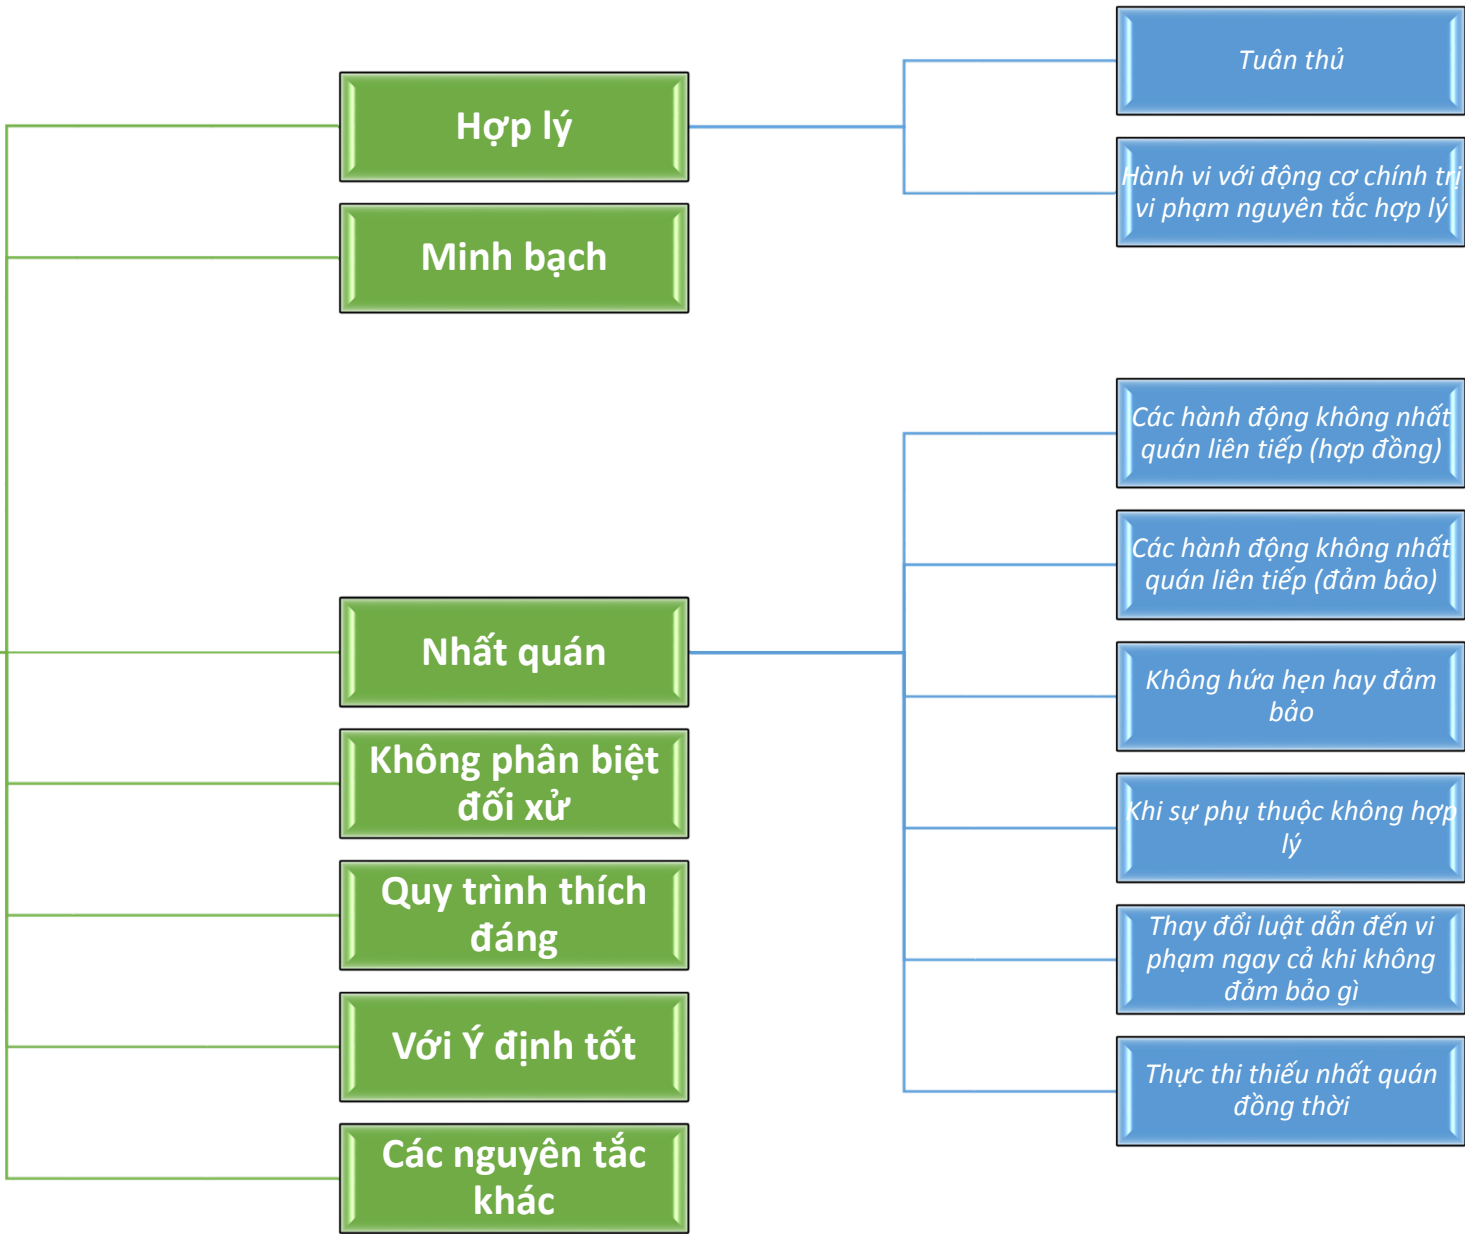 Hợp lý
Tuân thủ
Hành vi với động cơ chính trị
vi phạm nguyên tắc hợp lý
Minh bạch
Nhất quán
Các hành động không nhất
quán liên tiếp (hợp đồng)
Các hành động không nhất
quán liên tiếp (đảm bảo)
Không hứa hẹn hay đảm
bảo
Khi sự phụ thuộc không hợp
lý
Thay đổi luật dẫn đến vi
phạm ngay cả khi không
đảm bảo gì
Thực thi thiếu nhất quán
đồng thời
Không phân biệt
đối xử
Quy trình thích
đáng
Với Ý định tốt
Các nguyên tắc
khác